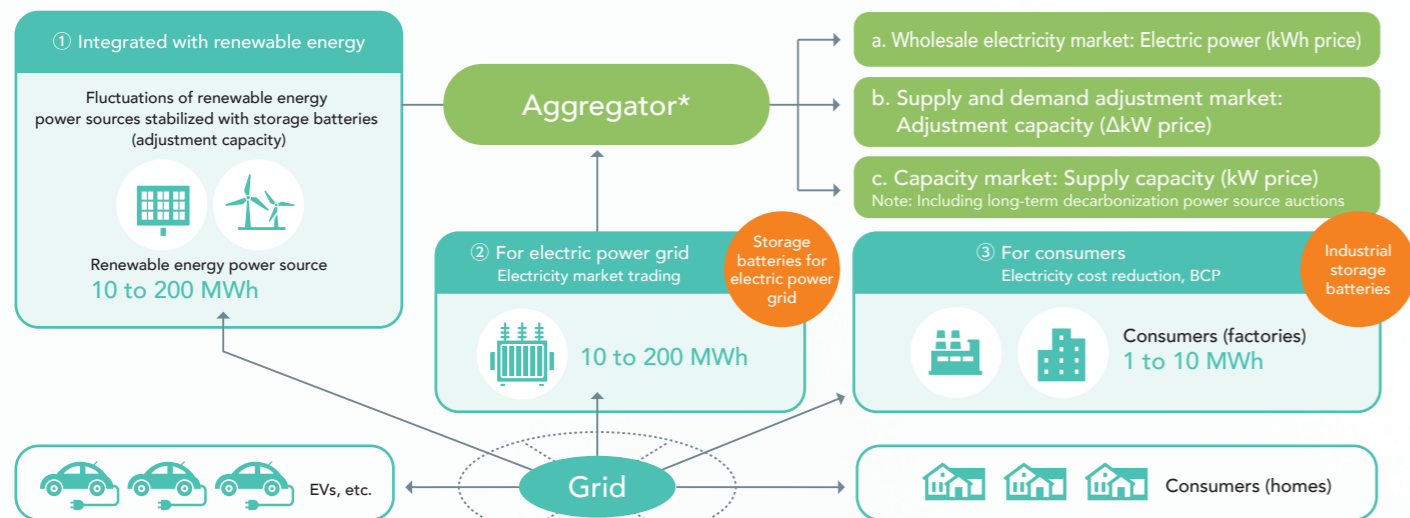 ① Integrated with renewable energy
Fluctuations of renewable energy
power sources stabilized with storage batteries
(adjustment capacity)
Renewable energy power source
10 to 200 MWh
Aggregator*
a. Wholesale electricity market: Electric power (kWh price)
b. Supply and demand adjustment market:
Adjustment capacity (ΔkW price)
c. Capacity market: Supply capacity (kW price)
Note: Including long-term decarbonization power source auctions
② For electric power grid
Electricity market trading
Storage
batteries for
electric power
grid
10 to 200 MWh
③ For consumers
Electricity cost reduction, BCP
Industrial
storage
batteries
Consumers (factories)
1 to 10 MWh
EVs, etc.
Grid
Consumers (homes)